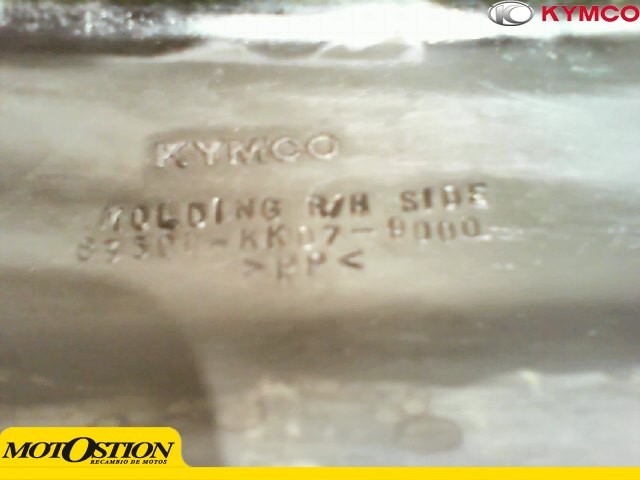 KYMCO
KYMCO
MOLDING R/H SIDE
>PP<
MOTOSTION
RECAMBIO DE MOTOS